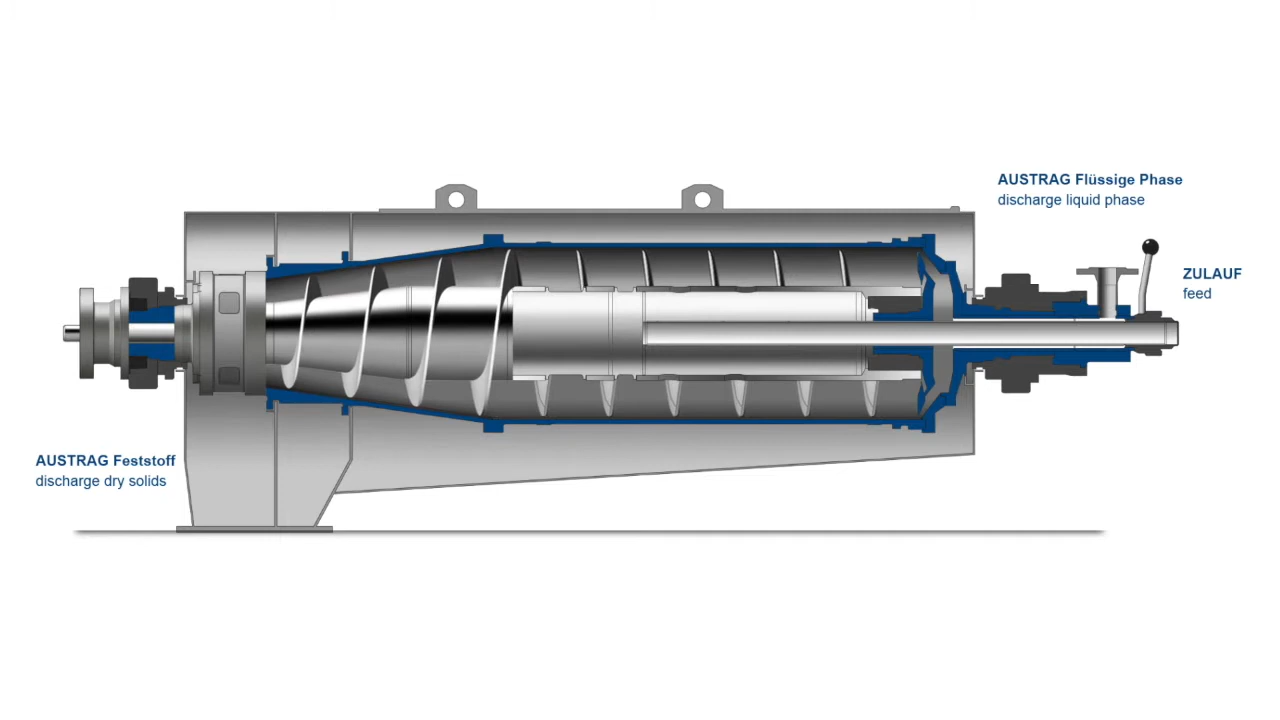 AUSTRAG Flüssige Phase
discharge liquid phase
ZULAUF
feed
AUSTRAG Feststoff
discharge dry solids